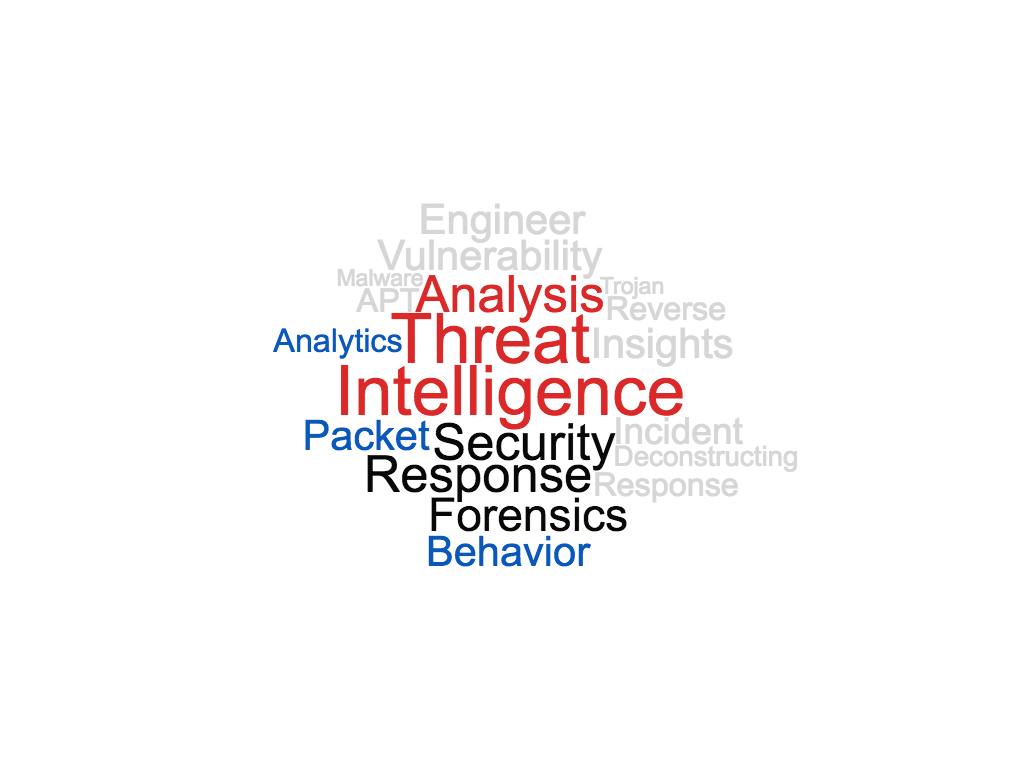 Engineer
Vulnerability
Malware
Trojan
APT
Analysis
Reverse
Analytics
Threat
Insights
Intelligence
Packet
Security
Incident
Deconstructing
Response
Response
Forensics
Behavior